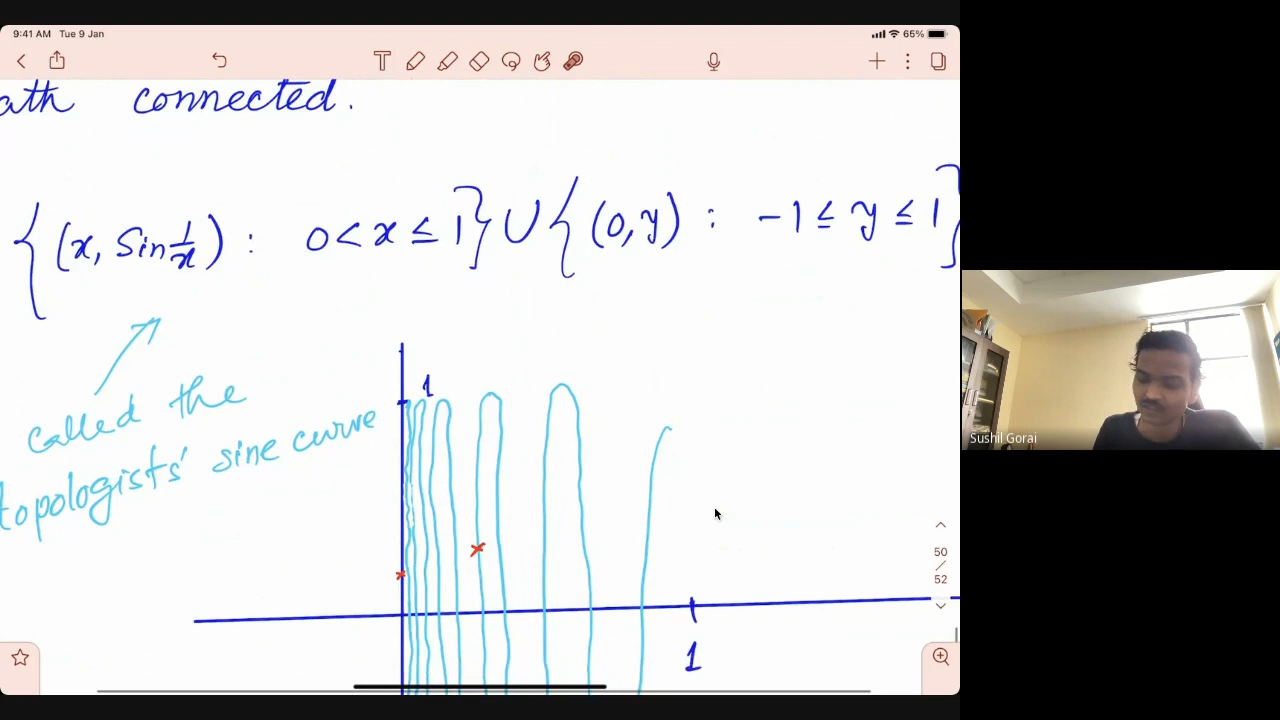 9:41 AM Tue 9 Jan
65%
ath connected.
{(x, Sin 1/x) : 0 < x ≤ 1} ∪ {(0, y) : -1 ≤ y ≤ 1}
called the
topologists' sine curve
1
1
50
/
52
Sushil Gorai